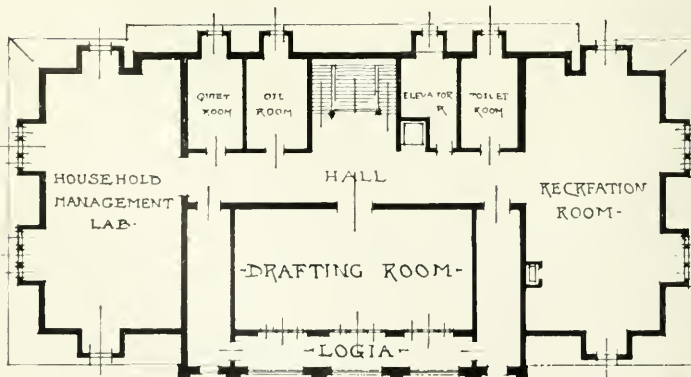 QUIET
ROOM
OIL
ROOM
ELEVATOR
R
TOILET
ROOM
HALL
HOUSEHOLD
MANAGEMENT
LAB-
RECREATION
ROOM-
-DRAFTING ROOM-
-LOGIA-